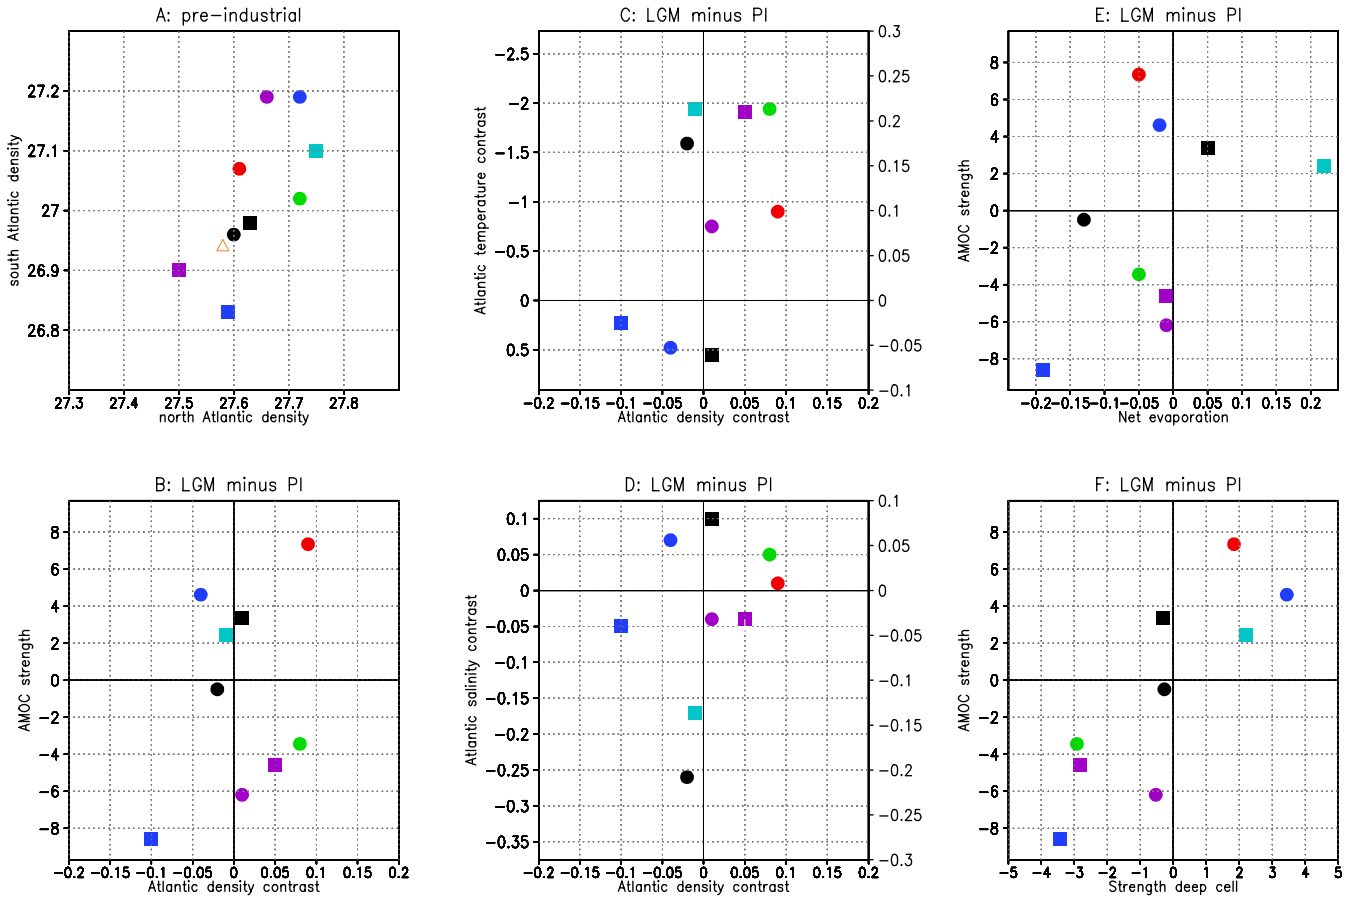 A: pre-industrial
27.2
27.1
27
26.9
26.8
south Atlantic density
27.3 27.4 27.5 27.6 27.7 27.8
north Atlantic density
C: LGM minus PI
-2.5
-2
-1.5
-1
-0.5
0
0.5
Atlantic temperature contrast
0.3
0.25
0.2
0.15
0.1
0.05
0
-0.05
-0.1
-0.2 -0.15 -0.1 -0.05 0 0.05 0.1 0.15 0.2
Atlantic density contrast
E: LGM minus PI
8
6
4
2
0
-2
-4
-6
-8
AMOC strength
-0.2 -0.15 -0.1 -0.05 0 0.05 0.1 0.15 0.2
Net evaporation
B: LGM minus PI
8
6
4
2
0
-2
-4
-6
-8
AMOC strength
-0.2 -0.15 -0.1 -0.05 0 0.05 0.1 0.15 0.2
Atlantic density contrast
D: LGM minus PI
0.1
0.05
0
-0.05
-0.1
-0.15
-0.2
-0.25
-0.3
-0.35
Atlantic salinity contrast
0.1
0.05
0
-0.05
-0.1
-0.15
-0.2
-0.25
-0.3
-0.2 -0.15 -0.1 -0.05 0 0.05 0.1 0.15 0.2
Atlantic density contrast
F: LGM minus PI
8
6
4
2
0
-2
-4
-6
-8
AMOC strength
-5 -4 -3 -2 -1 0 1 2 3 4 5
Strength deep cell